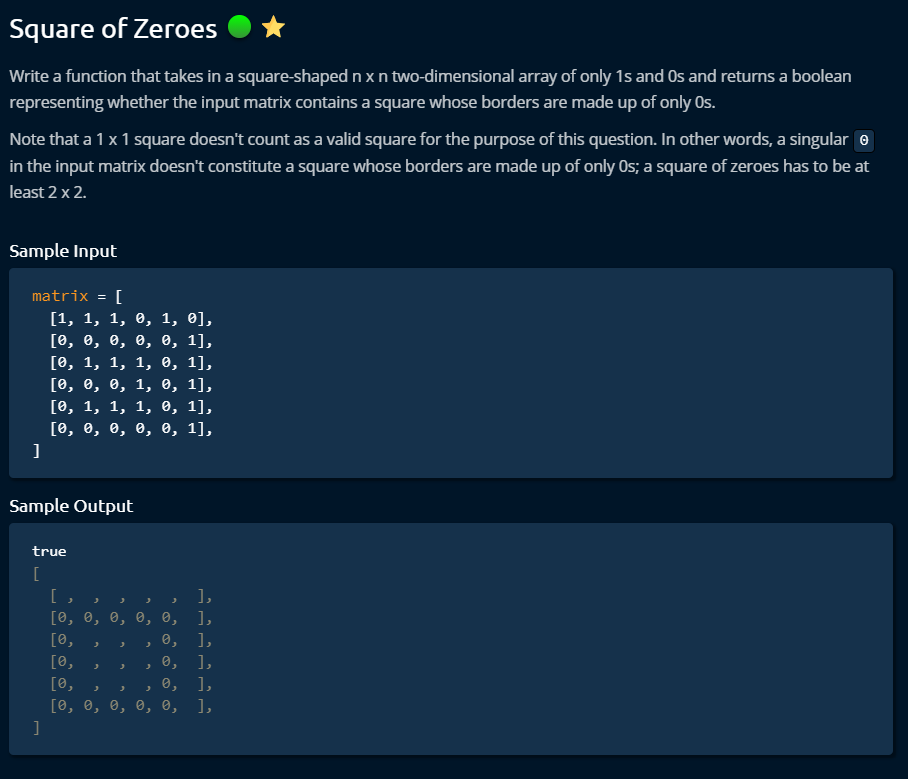 Square of Zeroes
Write a function that takes in a square-shaped n x n two-dimensional array of only 1s and 0s and returns a boolean
representing whether the input matrix contains a square whose borders are made up of only 0s.
Note that a 1 x 1 square doesn't count as a valid square for the purpose of this question. In other words, a singular 0
in the input matrix doesn't constitute a square whose borders are made up of only 0s; a square of zeroes has to be at
least 2 x 2.
Sample Input
matrix = [
  [1, 1, 1, 0, 1, 0],
  [0, 0, 0, 0, 0, 1],
  [0, 1, 1, 1, 0, 1],
  [0, 0, 0, 1, 0, 1],
  [0, 1, 1, 1, 0, 1],
  [0, 0, 0, 0, 0, 1],
]
Sample Output
true
[
  [ ,  ,  ,  ,  ,  ],
  [0, 0, 0, 0, 0,  ],
  [0,  ,  ,  , 0,  ],
  [0,  ,  ,  , 0,  ],
  [0,  ,  ,  , 0,  ],
  [0, 0, 0, 0, 0,  ],
]